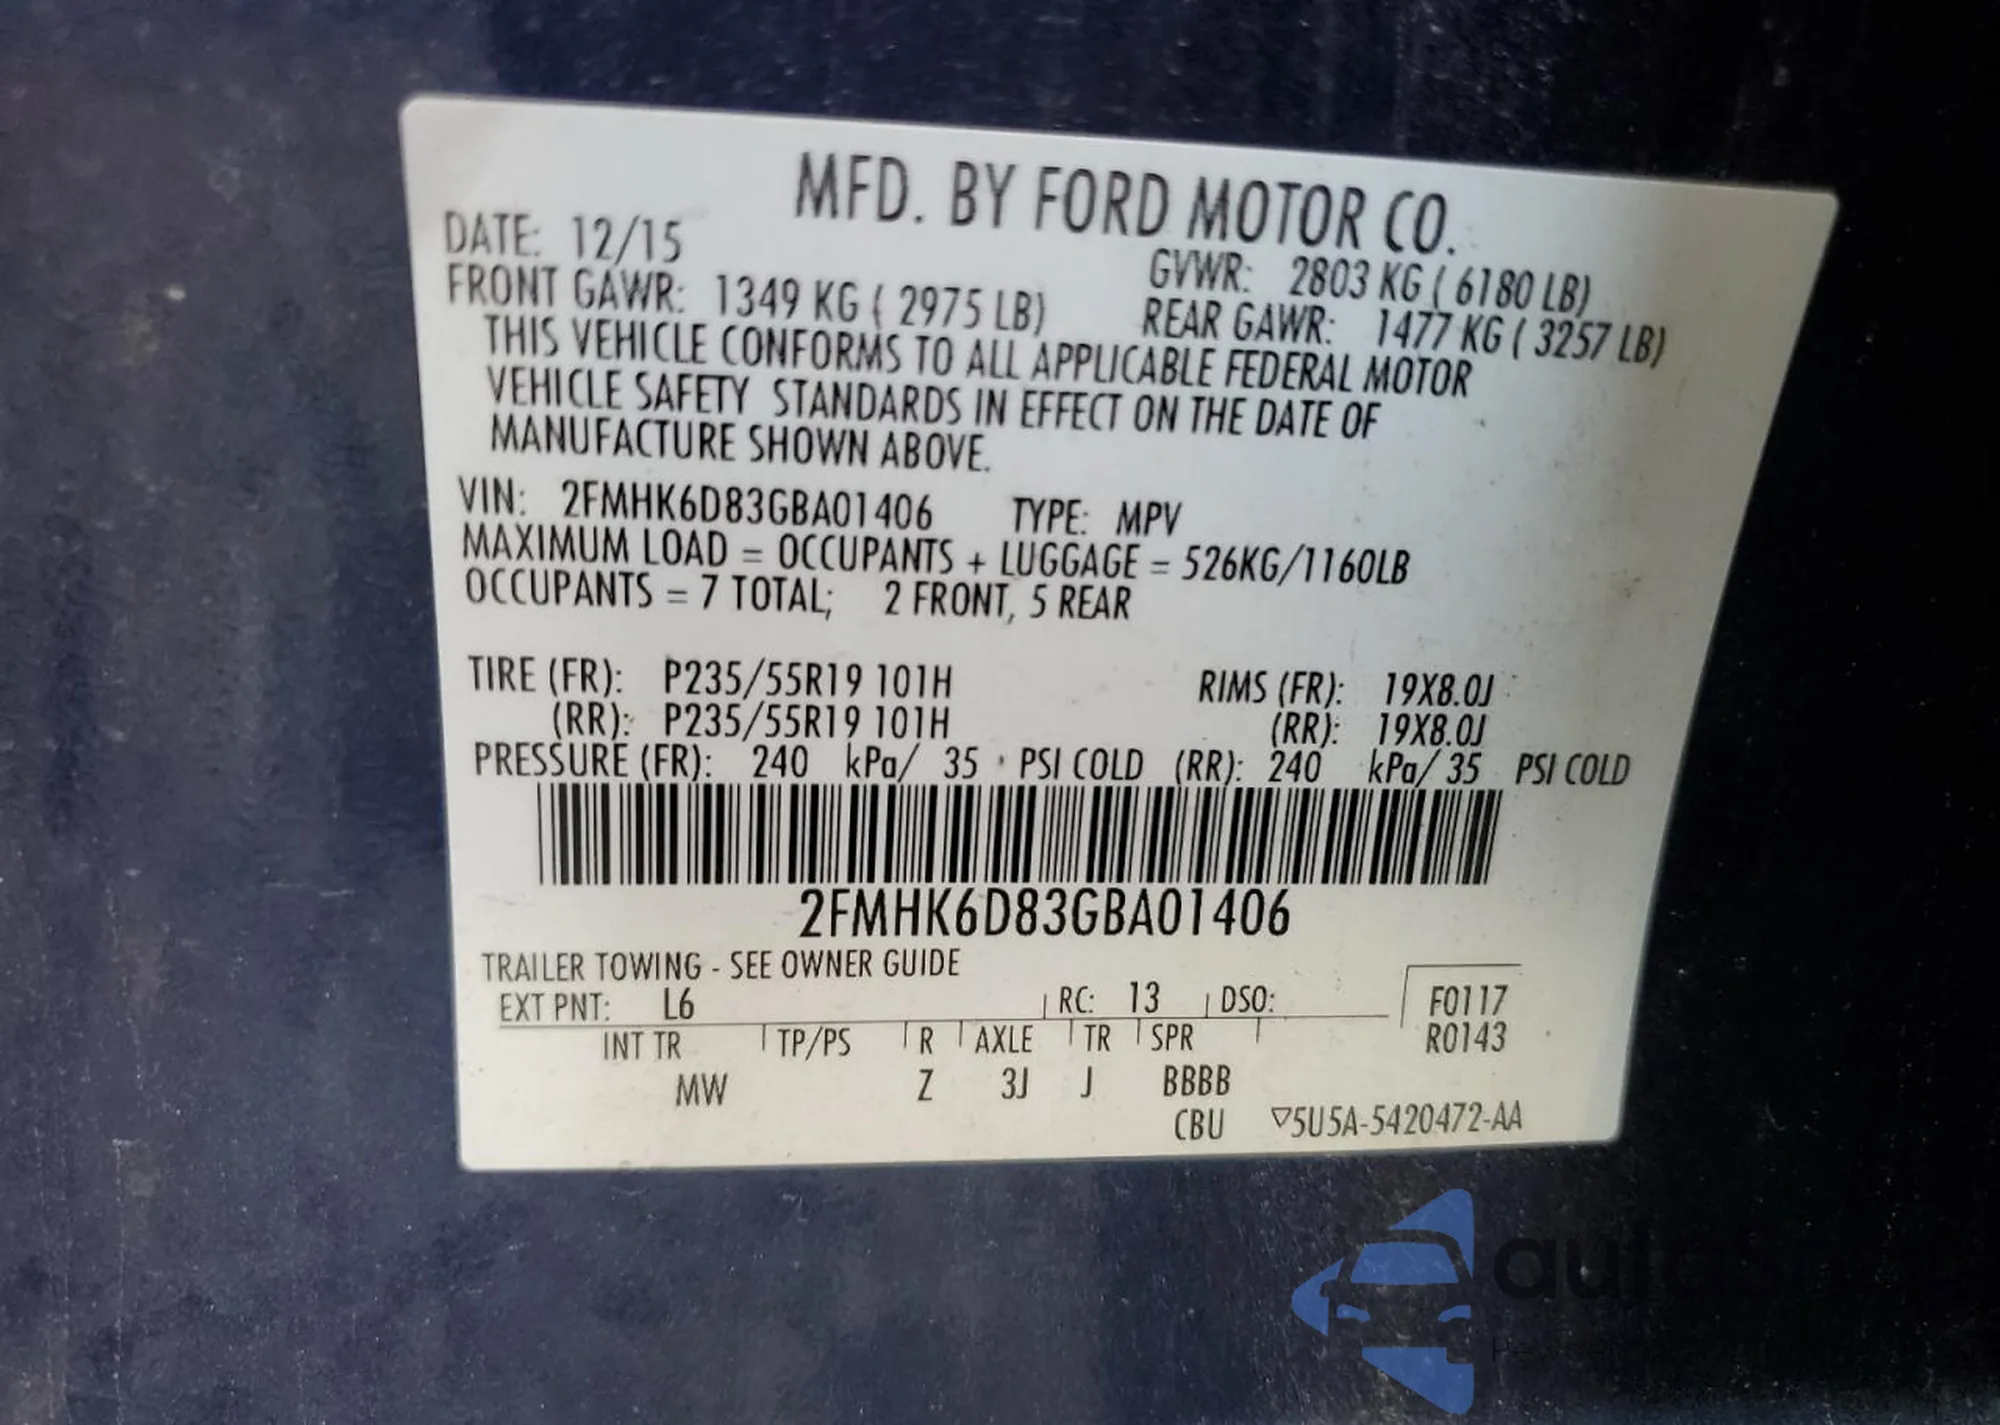 MFD. BY FORD MOTOR CO.
DATE: 12/15 GVWR: 2803 KG ( 6180 LB)
FRONT GAWR: 1349 KG ( 2975 LB) REAR GAWR: 1477 KG ( 3257 LB)
THIS VEHICLE CONFORMS TO ALL APPLICABLE FEDERAL MOTOR
VEHICLE SAFETY STANDARDS IN EFFECT ON THE DATE OF
MANUFACTURE SHOWN ABOVE.
VIN: 2FMHK6D83GBA01406 TYPE: MPV
MAXIMUM LOAD = OCCUPANTS + LUGGAGE = 526KG/1160LB
OCCUPANTS = 7 TOTAL; 2 FRONT, 5 REAR
TIRE (FR): P235/55R19 101H RIMS (FR): 19X8.0J
(RR): P235/55R19 101H (RR): 19X8.0J
PRESSURE (FR): 240 kPa/ 35 PSI COLD (RR): 240 kPa/ 35 PSI COLD
2FMHK6D83GBA01406
TRAILER TOWING - SEE OWNER GUIDE
EXT PNT: L6 RC: 13 DSO: F0117
INT TR TP/PS R AXLE TR SPR R0143
MW Z 3J J BBBB
CBU ▽5U5A-5420472-AA